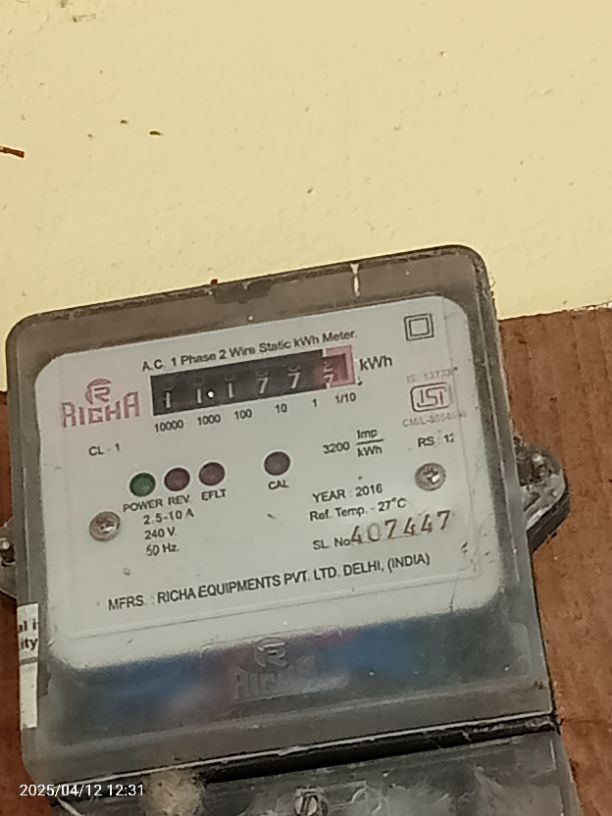 A.C. 1 Phase 2 Wire Static kWh Meter.
RICHA
1 1 1 7 7
kWh
10000 1000 100 10 1 1/10
CL - 1
3200 Imp/kWh
RS : 12
POWER REV. EFLT CAL
2.5-10 A
240 V.
50 Hz.
YEAR : 2016
Ref. Temp. - 27°C
SL. No. 407447
MFRS. : RICHA EQUIPMENTS PVT. LTD. DELHI, (INDIA)
RICHA
2025/04/12 12:31